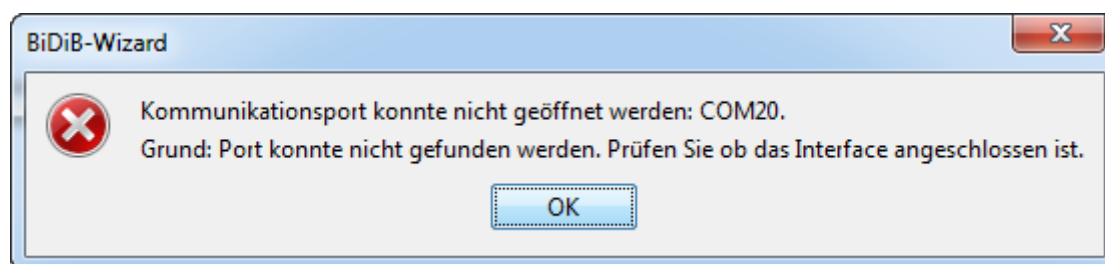 BiDiB-Wizard
Kommunikationsport konnte nicht geöffnet werden: COM20.
Grund: Port konnte nicht gefunden werden. Prüfen Sie ob das Interface angeschlossen ist.
OK